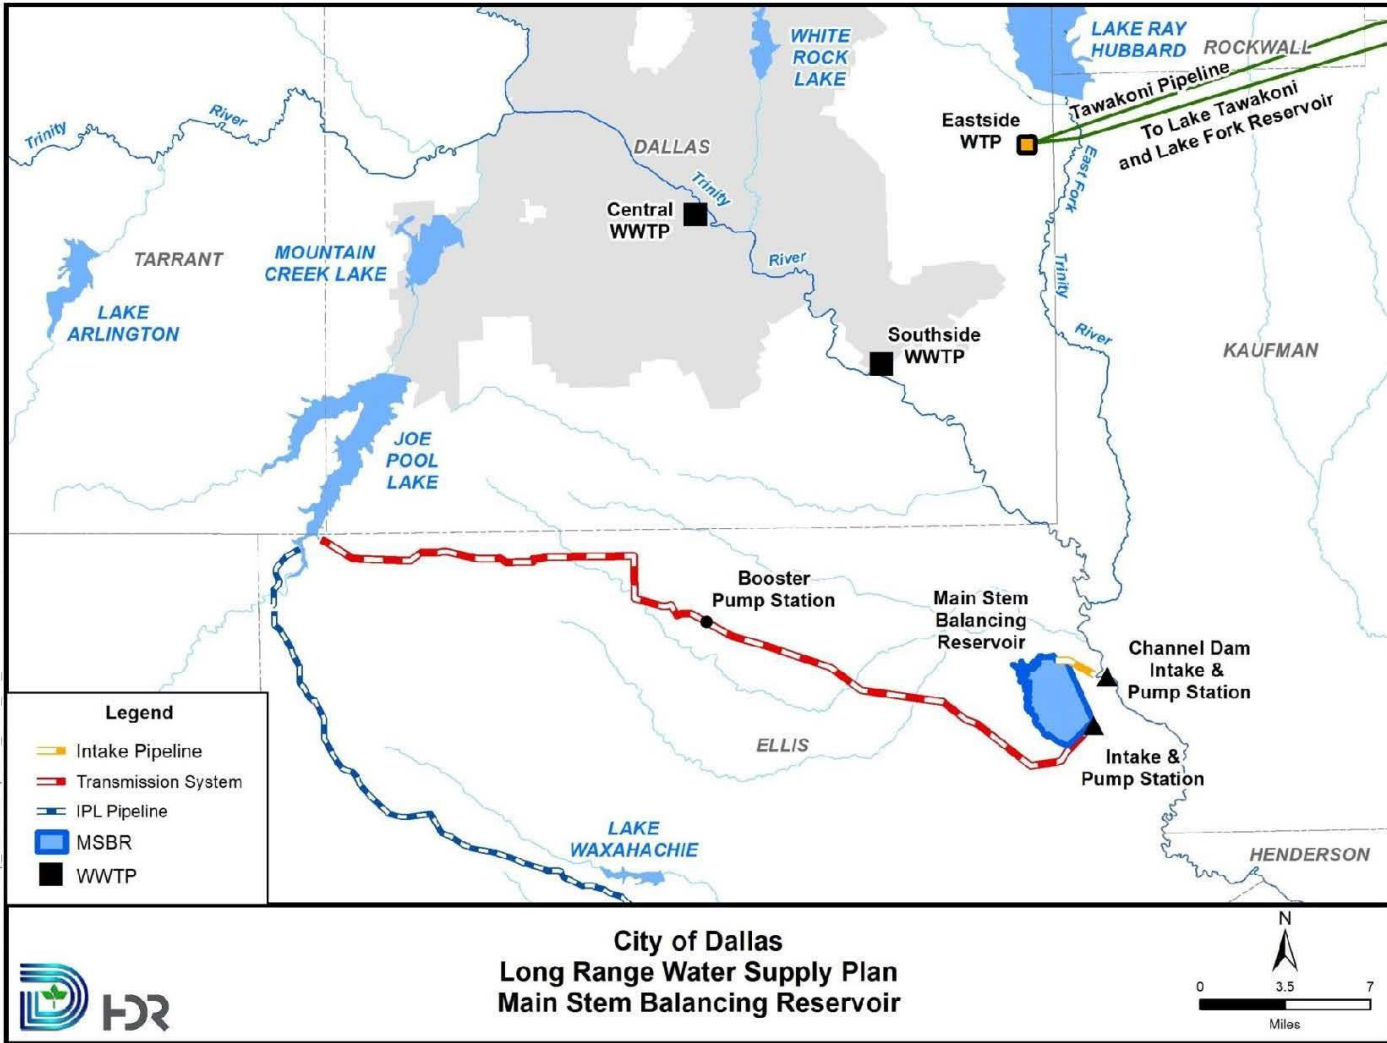 WHITE
ROCK
LAKE
LAKE RAY
HUBBARD
ROCKWALL
Tawakoni Pipeline
To Lake Tawakoni
and Lake Fork Reservoir
Eastside
WTP
Trinity
River
DALLAS
Trinity
East Fork
Central
WWTP
TARRANT
MOUNTAIN
CREEK LAKE
River
Trinity
LAKE
ARLINGTON
Southside
WWTP
River
KAUFMAN
JOE
POOL
LAKE
Booster
Pump Station
Main Stem
Balancing
Reservoir
Channel Dam
Intake &
Pump Station
ELLIS
Intake &
Pump Station
LAKE
WAXAHACHIE
HENDERSON
Legend
Intake Pipeline
Transmission System
IPL Pipeline
MSBR
WWTP
City of Dallas
Long Range Water Supply Plan
Main Stem Balancing Reservoir
HDR
N
0 3.5 7
Miles